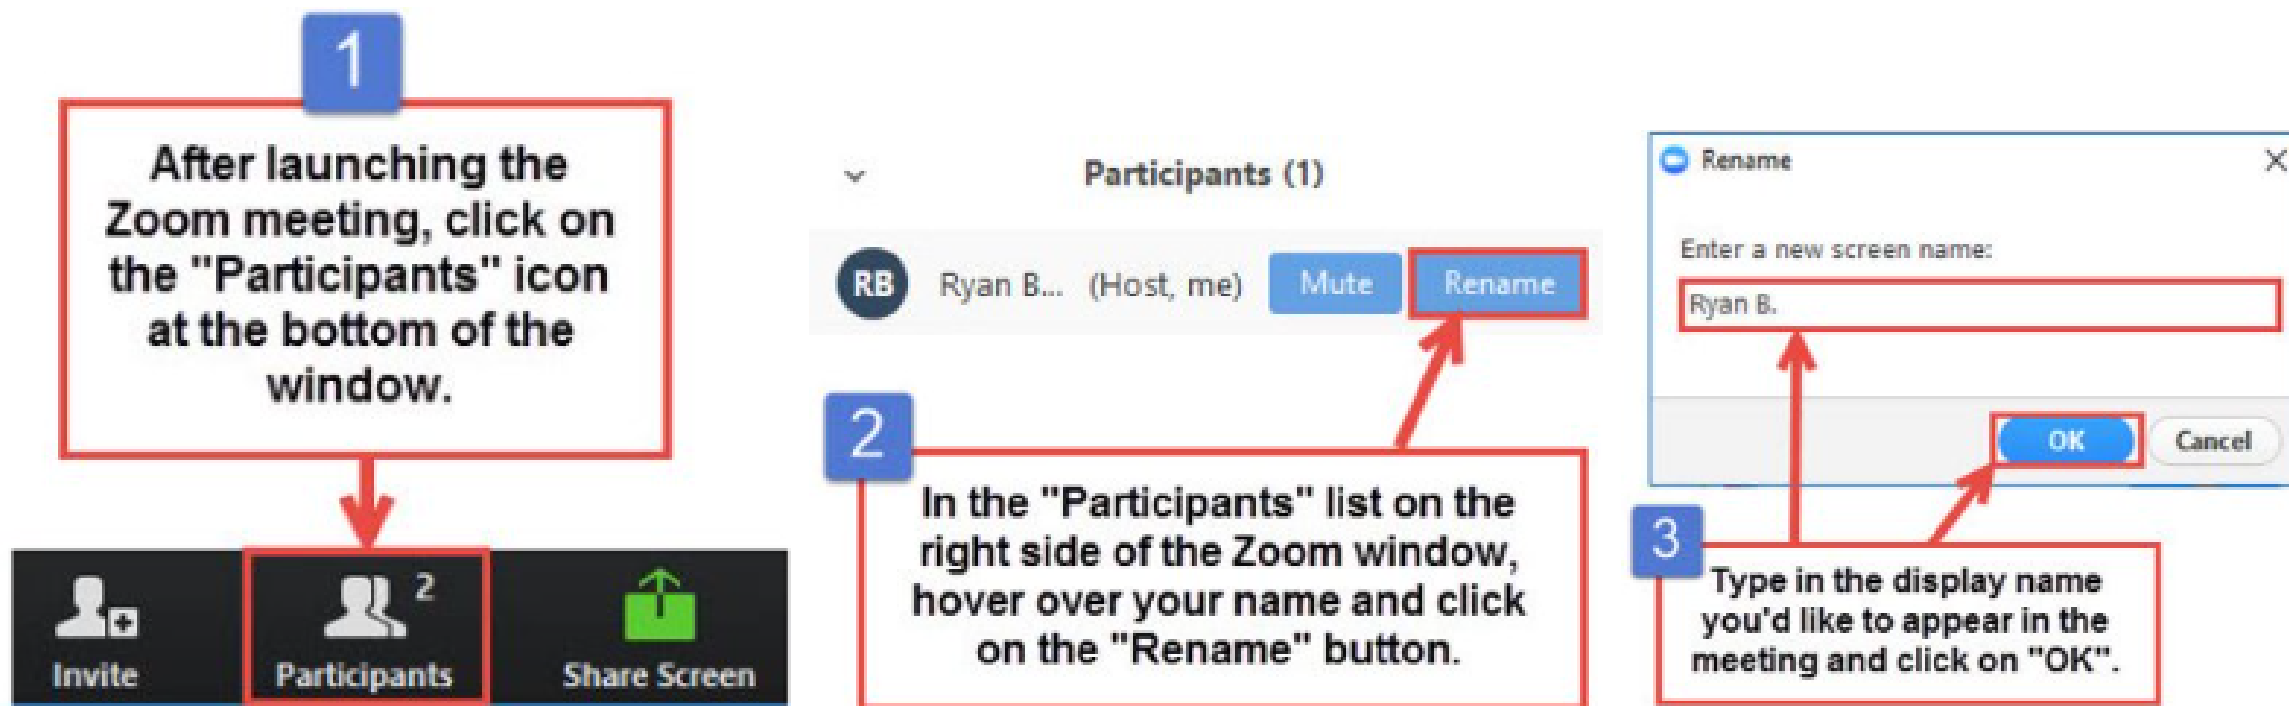 1
After launching the
Zoom meeting, click on
the "Participants" icon
at the bottom of the
window.
Invite
Participants
2
Share Screen
Participants (1)
RB
Ryan B...
(Host, me)
Mute
Rename
2
In the "Participants" list on the
right side of the Zoom window,
hover over your name and click
on the "Rename" button.
Rename
Enter a new screen name:
Ryan B.
OK
Cancel
3
Type in the display name
you'd like to appear in the
meeting and click on "OK".